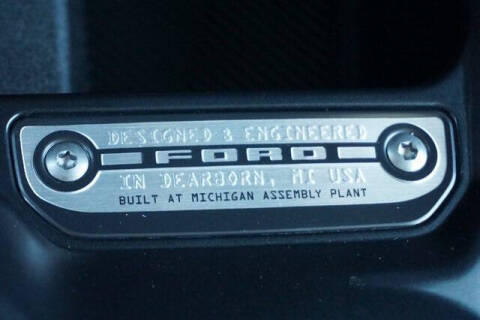 DESIGNED & ENGINEERED
FORD
IN DEARBORN, MI USA
BUILT AT MICHIGAN ASSEMBLY PLANT